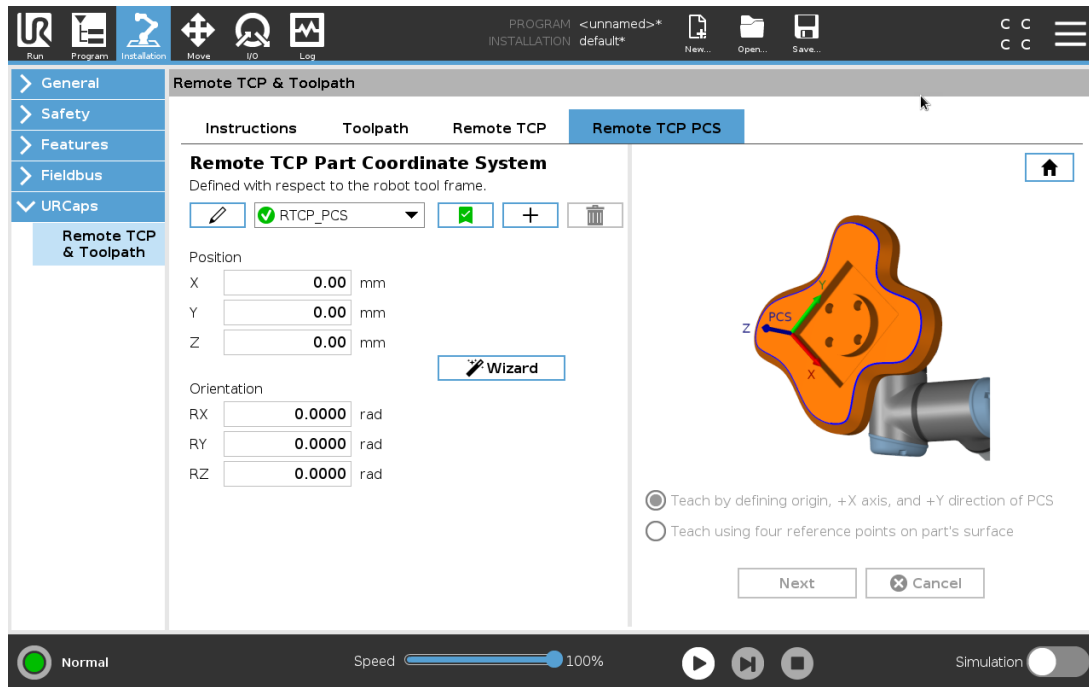 PROGRAM <unnamed>*
INSTALLATION default*
Run
Program
Installation
Move
I/O
Log
New...
Open...
Save...
C C
C C
General
Safety
Features
Fieldbus
URCaps
Remote TCP
& Toolpath
Remote TCP & Toolpath
Instructions
Toolpath
Remote TCP
Remote TCP PCS
Remote TCP Part Coordinate System
Defined with respect to the robot tool frame.
RTCP_PCS
Position
X 0.00 mm
Y 0.00 mm
Z 0.00 mm
Wizard
Orientation
RX 0.0000 rad
RY 0.0000 rad
RZ 0.0000 rad
Y
PCS
Z
X
Teach by defining origin, +X axis, and +Y direction of PCS
Teach using four reference points on part's surface
Next
Cancel
Normal
Speed
100%
Simulation